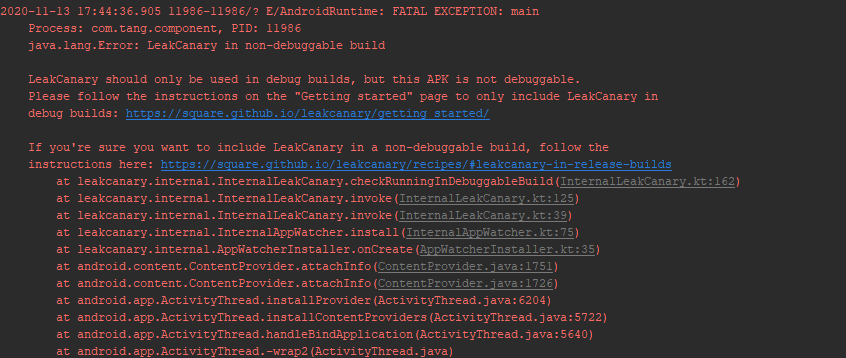 2020-11-13 17:44:36.905 11986-11986/? E/AndroidRuntime: FATAL EXCEPTION: main
Process: com.tang.component, PID: 11986
java.lang.Error: LeakCanary in non-debuggable build
LeakCanary should only be used in debug builds, but this APK is not debuggable.
Please follow the instructions on the "Getting started" page to only include LeakCanary in
debug builds: https://square.github.io/leakcanary/getting_started/
If you're sure you want to include LeakCanary in a non-debuggable build, follow the
instructions here: https://square.github.io/leakcanary/recipes/#leakcanary-in-release-builds
at leakcanary.internal.InternalLeakCanary.checkRunningInDebuggableBuild(InternalLeakCanary.kt:162)
at leakcanary.internal.InternalLeakCanary.invoke(InternalLeakCanary.kt:125)
at leakcanary.internal.InternalLeakCanary.invoke(InternalLeakCanary.kt:39)
at leakcanary.internal.InternalAppWatcher.install(InternalAppWatcher.kt:75)
at leakcanary.internal.AppWatcherInstaller.onCreate(AppWatcherInstaller.kt:35)
at android.content.ContentProvider.attachInfo(ContentProvider.java:1751)
at android.content.ContentProvider.attachInfo(ContentProvider.java:1726)
at android.app.ActivityThread.installProvider(ActivityThread.java:6204)
at android.app.ActivityThread.installContentProviders(ActivityThread.java:5722)
at android.app.ActivityThread.handleBindApplication(ActivityThread.java:5640)
at android.app.ActivityThread.-wrap2(ActivityThread.java)